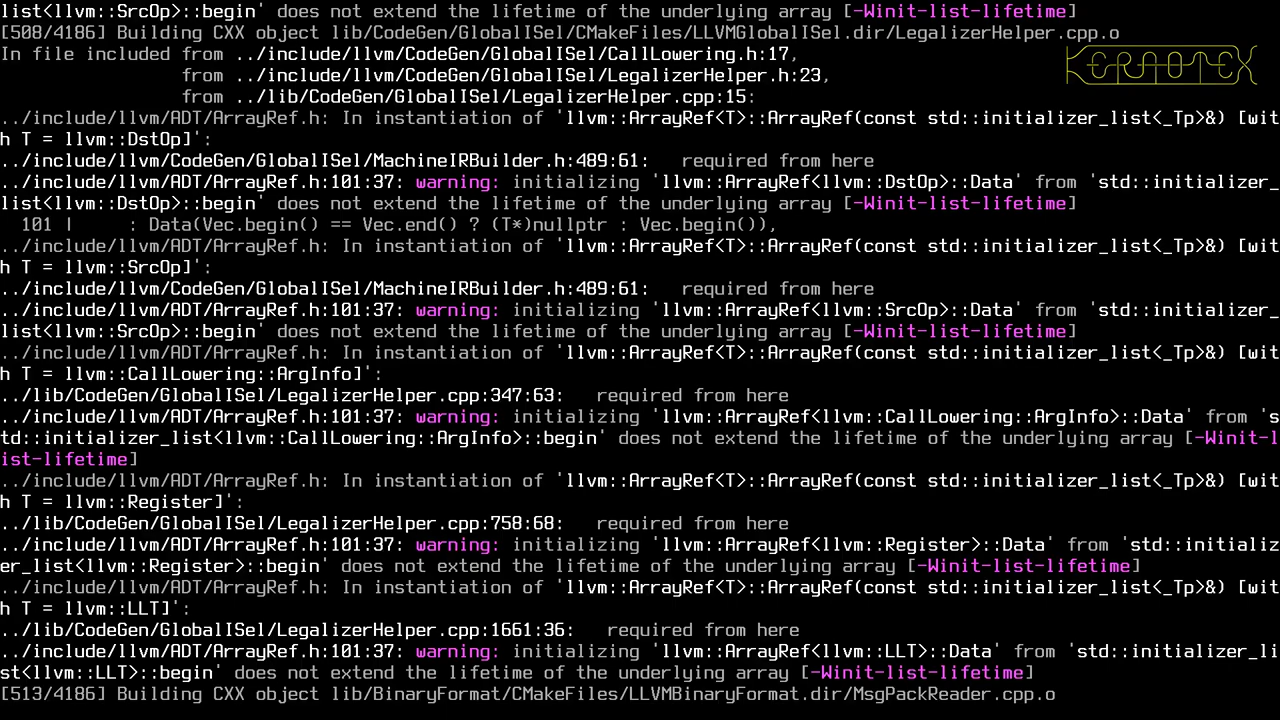 list<llvm::SrcOp>::begin' does not extend the lifetime of the underlying array [-Winit-list-lifetime]
[508/4186] Building CXX object lib/CodeGen/GlobalISel/CMakeFiles/LLVMGlobalISel.dir/LegalizerHelper.cpp.o
In file included from ../include/llvm/CodeGen/GlobalISel/CallLowering.h:17,
KERNOTEX
                 from ../include/llvm/CodeGen/GlobalISel/LegalizerHelper.h:23,
                 from ../lib/CodeGen/GlobalISel/LegalizerHelper.cpp:15:
../include/llvm/ADT/ArrayRef.h: In instantiation of 'llvm::ArrayRef<T>::ArrayRef(const std::initializer_list<_Tp>&) [wit
h T = llvm::DstOp]':
../include/llvm/CodeGen/GlobalISel/MachineIRBuilder.h:489:61:   required from here
../include/llvm/ADT/ArrayRef.h:101:37: warning: initializing 'llvm::ArrayRef<llvm::DstOp>::Data' from 'std::initializer_
list<llvm::DstOp>::begin' does not extend the lifetime of the underlying array [-Winit-list-lifetime]
  101 |     : Data(Vec.begin() == Vec.end() ? (T*)nullptr : Vec.begin()),
../include/llvm/ADT/ArrayRef.h: In instantiation of 'llvm::ArrayRef<T>::ArrayRef(const std::initializer_list<_Tp>&) [wit
h T = llvm::SrcOp]':
../include/llvm/CodeGen/GlobalISel/MachineIRBuilder.h:489:61:   required from here
../include/llvm/ADT/ArrayRef.h:101:37: warning: initializing 'llvm::ArrayRef<llvm::SrcOp>::Data' from 'std::initializer_
list<llvm::SrcOp>::begin' does not extend the lifetime of the underlying array [-Winit-list-lifetime]
../include/llvm/ADT/ArrayRef.h: In instantiation of 'llvm::ArrayRef<T>::ArrayRef(const std::initializer_list<_Tp>&) [wit
h T = llvm::CallLowering::ArgInfo]':
../lib/CodeGen/GlobalISel/LegalizerHelper.cpp:347:63:   required from here
../include/llvm/ADT/ArrayRef.h:101:37: warning: initializing 'llvm::ArrayRef<llvm::CallLowering::ArgInfo>::Data' from 's
td::initializer_list<llvm::CallLowering::ArgInfo>::begin' does not extend the lifetime of the underlying array [-Winit-l
ist-lifetime]
../include/llvm/ADT/ArrayRef.h: In instantiation of 'llvm::ArrayRef<T>::ArrayRef(const std::initializer_list<_Tp>&) [wit
h T = llvm::Register]':
../lib/CodeGen/GlobalISel/LegalizerHelper.cpp:758:68:   required from here
../include/llvm/ADT/ArrayRef.h:101:37: warning: initializing 'llvm::ArrayRef<llvm::Register>::Data' from 'std::initializ
er_list<llvm::Register>::begin' does not extend the lifetime of the underlying array [-Winit-list-lifetime]
../include/llvm/ADT/ArrayRef.h: In instantiation of 'llvm::ArrayRef<T>::ArrayRef(const std::initializer_list<_Tp>&) [wit
h T = llvm::LLT]':
../lib/CodeGen/GlobalISel/LegalizerHelper.cpp:1661:36:   required from here
../include/llvm/ADT/ArrayRef.h:101:37: warning: initializing 'llvm::ArrayRef<llvm::LLT>::Data' from 'std::initializer_li
st<llvm::LLT>::begin' does not extend the lifetime of the underlying array [-Winit-list-lifetime]
[513/4186] Building CXX object lib/BinaryFormat/CMakeFiles/LLVMBinaryFormat.dir/MsgPackReader.cpp.o